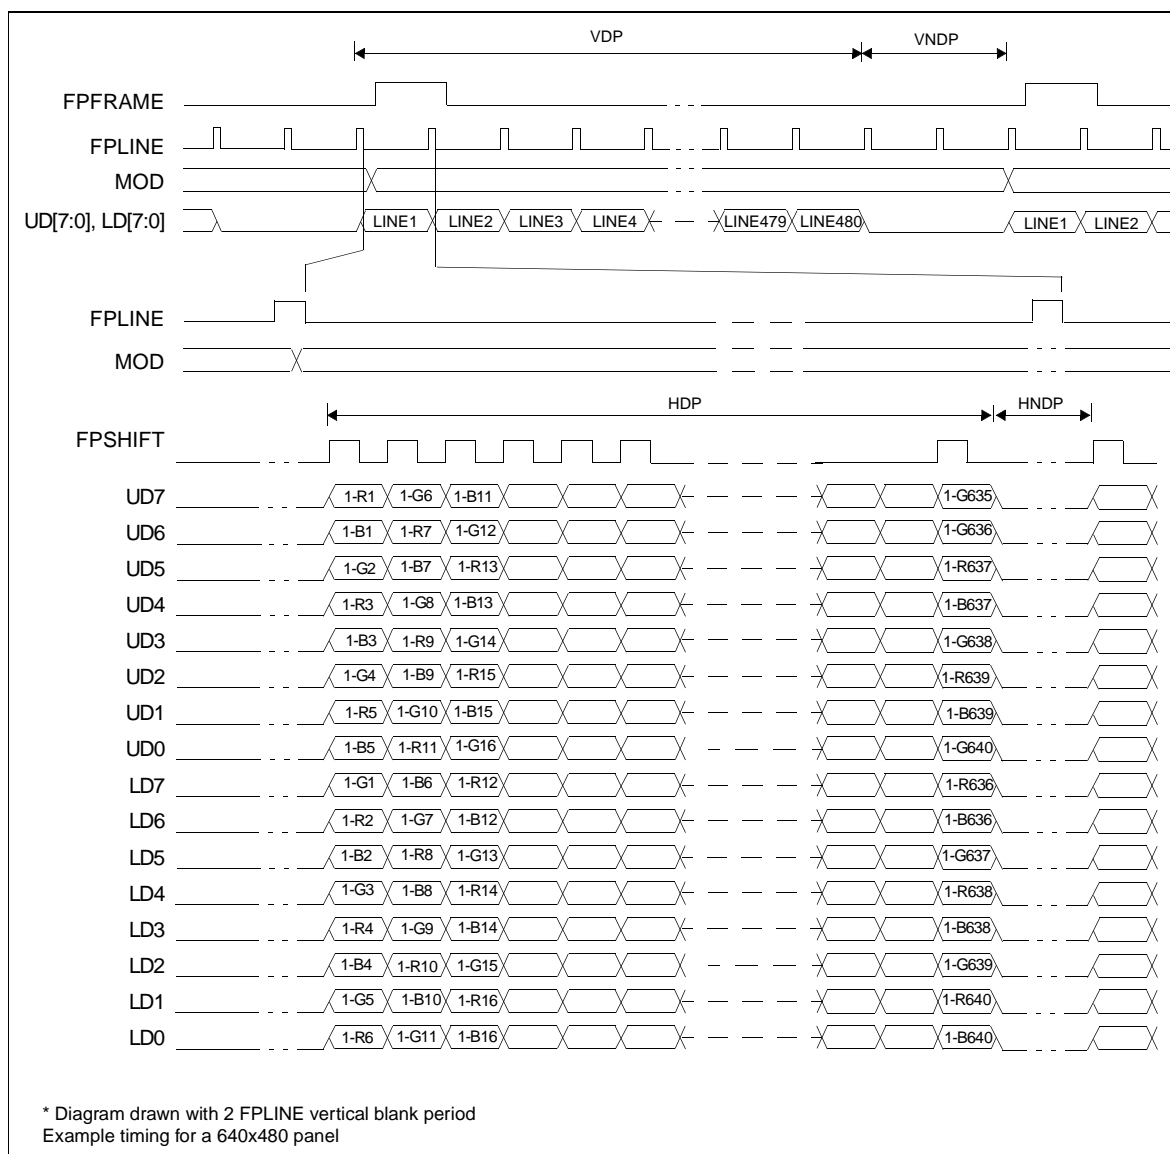 VDP VNDP
FPFRAME
FPLINE
MOD
UD[7:0], LD[7:0] LINE1 LINE2 LINE3 LINE4 LINE479 LINE480 LINE1 LINE2
FPLINE
MOD
HDP HNDP
FPSHIFT
UD7 1-R1 1-G6 1-B11 1-G635
UD6 1-B1 1-R7 1-G12 1-G636
UD5 1-G2 1-B7 1-R13 1-R637
UD4 1-R3 1-G8 1-B13 1-B637
UD3 1-B3 1-R9 1-G14 1-G638
UD2 1-G4 1-B9 1-R15 1-R639
UD1 1-R5 1-G10 1-B15 1-B639
UD0 1-B5 1-R11 1-G16 1-G640
LD7 1-G1 1-B6 1-R12 1-R636
LD6 1-R2 1-G7 1-B12 1-B636
LD5 1-B2 1-R8 1-G13 1-G637
LD4 1-G3 1-B8 1-R14 1-R638
LD3 1-R4 1-G9 1-B14 1-B638
LD2 1-B4 1-R10 1-G15 1-G639
LD1 1-G5 1-B10 1-R16 1-R640
LD0 1-R6 1-G11 1-B16 1-B640
* Diagram drawn with 2 FPLINE vertical blank period
Example timing for a 640x480 panel